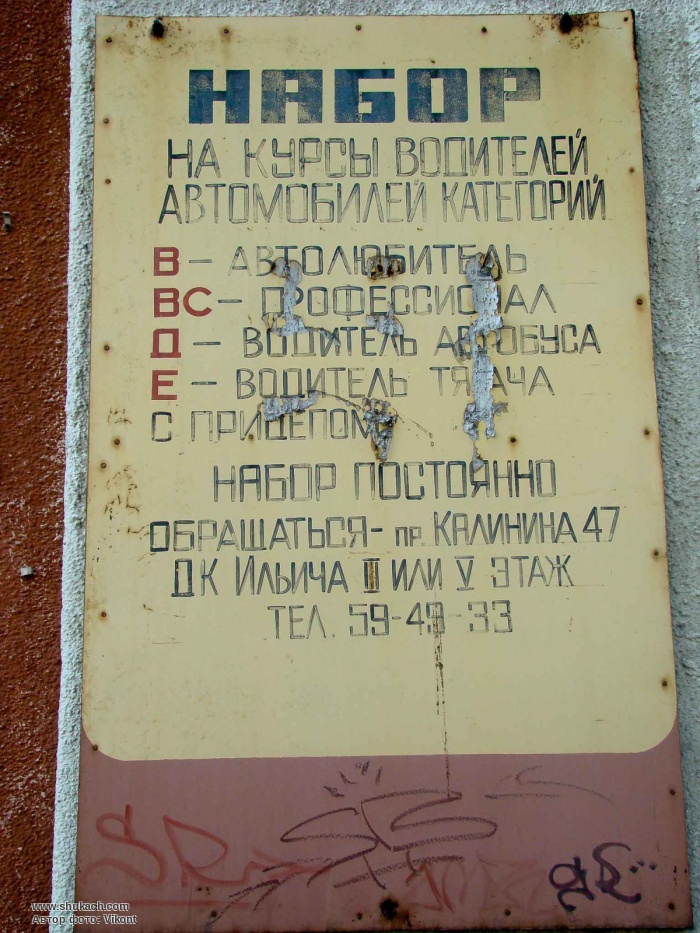 НАБОР
НА КУРСЫ ВОДИТЕЛЕЙ
АВТОМОБИЛЕЙ КАТЕГОРИЙ
В – АВТОЛЮБИТЕЛЬ
ВС – ПРОФЕССИОНАЛ
Д – ВОДИТЕЛЬ АВТОБУСА
Е – ВОДИТЕЛЬ ТЯГАЧА
С ПРИЦЕПОМ
НАБОР ПОСТОЯННО
ОБРАЩАТЬСЯ - пр. КАЛИНИНА 47
ДК ИЛЬИЧА II ИЛИ V ЭТАЖ
ТЕЛ. 59-49-33
www.shukach.com
Автор фото: Vikont